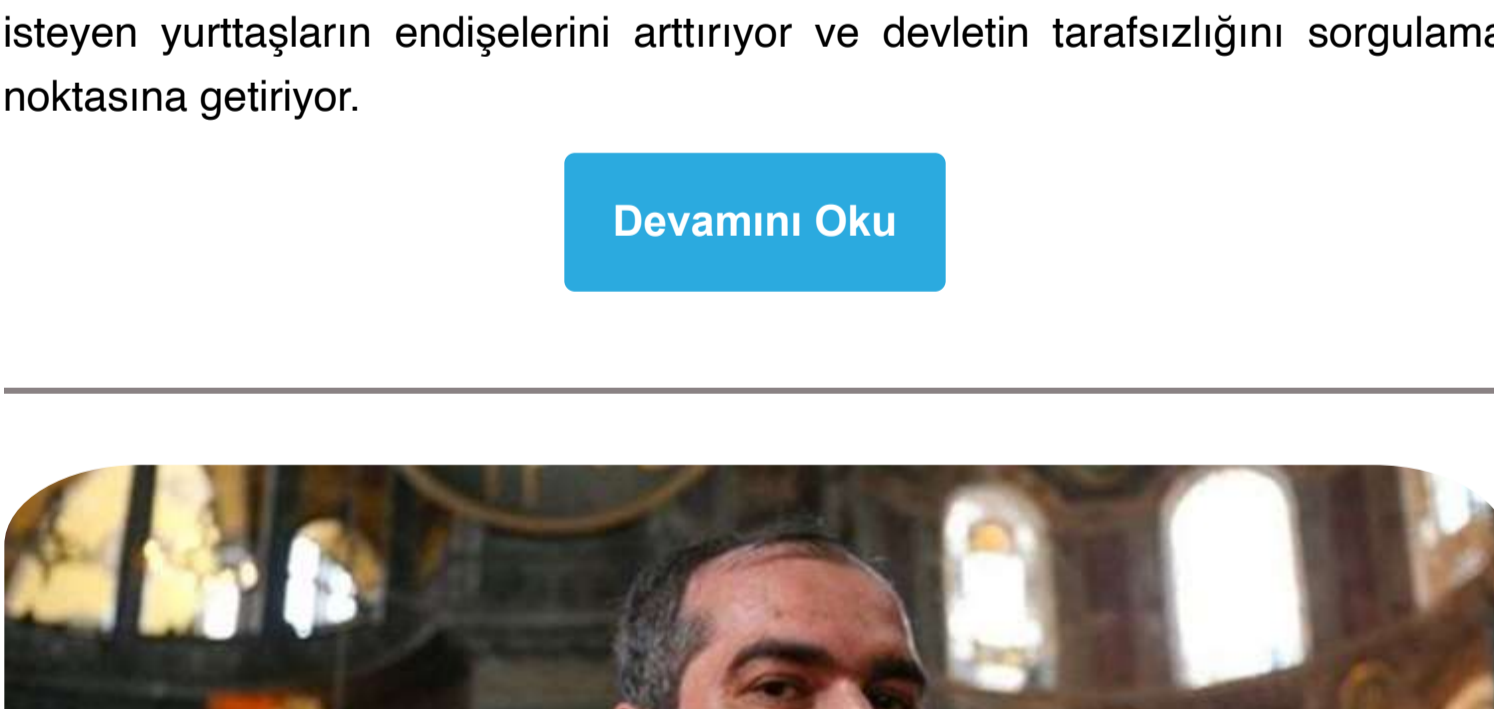 isteyen yurttaşların endişelerini arttırıyor ve devletin tarafsızlığını sorgulama
noktasına getiriyor.
Devamını Oku